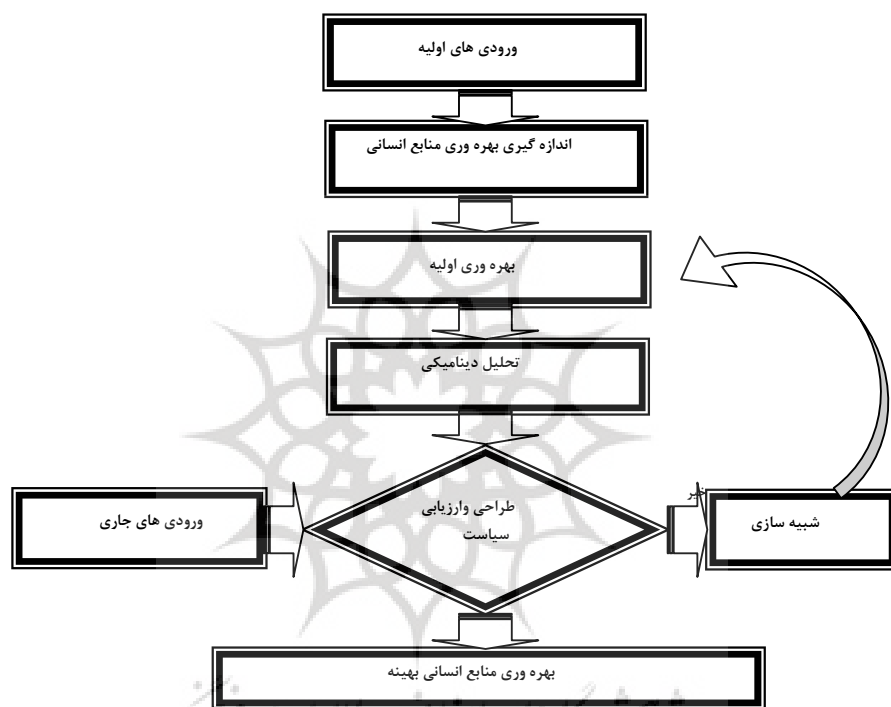 ورودی های اولیه
اندازه گیری بهره وری منابع انسانی
بهره وری اولیه
تحلیل دینامیکی
طراحی وارزیابی
سیاست
ورودی های جاری
خیر
شبیه سازی
بهره وری منابع انسانی بهینه